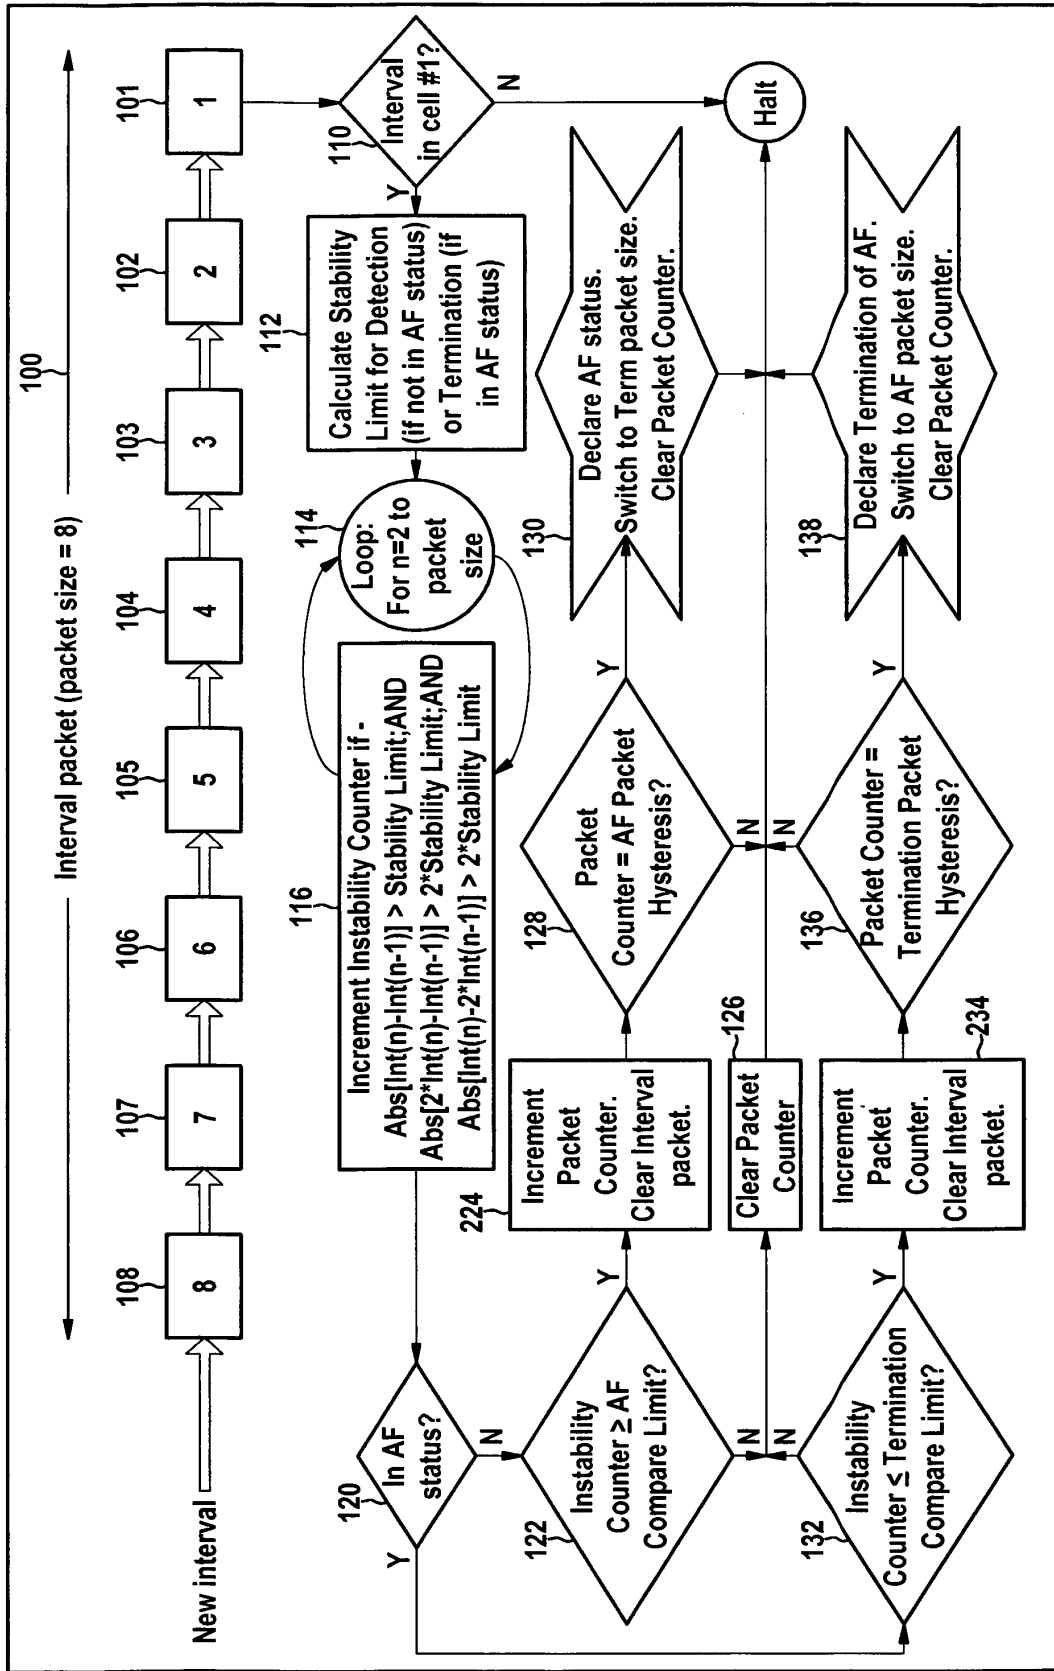 100
Interval packet (packet size = 8)
108
107
106
105
104
103
102
101
New interval
8
7
6
5
4
3
2
1
110
Interval
in cell #1?
Y
N
112
Calculate Stability
Limit for Detection
(if not in AF status)
or Termination (if
in AF status)
114
Loop:
For n=2 to
packet
size
116
Increment Instability Counter if -
Abs[Int(n)-Int(n-1)] > Stability Limit;AND
Abs[2*Int(n)-Int(n-1)] > 2*Stability Limit;AND
Abs[Int(n)-2*Int(n-1)] > 2*Stability Limit
120
In AF
status?
Y
N
122
Instability
Counter ≥ AF
Compare Limit?
Y
N
224
Increment
Packet
Counter.
Clear Interval
packet.
128
Packet
Counter = AF Packet
Hysteresis?
Y
N
130
Declare AF status.
Switch to Term packet size.
Clear Packet Counter.
126
Clear Packet
Counter
Halt
132
Instability
Counter ≤ Termination
Compare Limit?
Y
N
234
Increment
Packet
Counter.
Clear Interval
packet.
136
Packet Counter =
Termination Packet
Hysteresis?
Y
N
138
Declare Termination of AF.
Switch to AF packet size.
Clear Packet Counter.